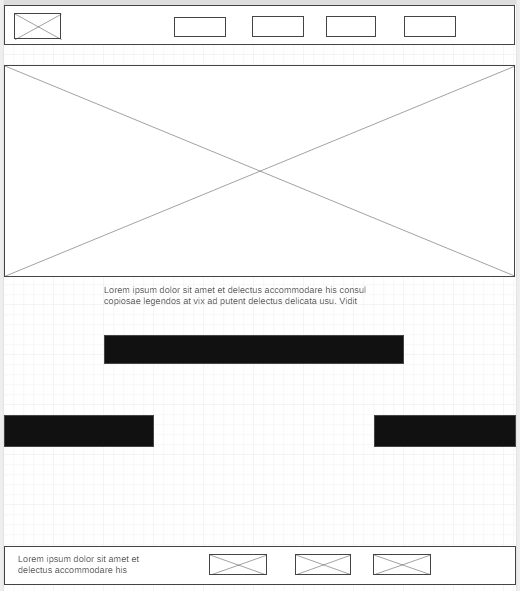 Lorem ipsum dolor sit amet et delectus accommodare his consul
copiosae legendos at vix ad putent delectus delicata usu. Vidit
Lorem ipsum dolor sit amet et
delectus accommodare his